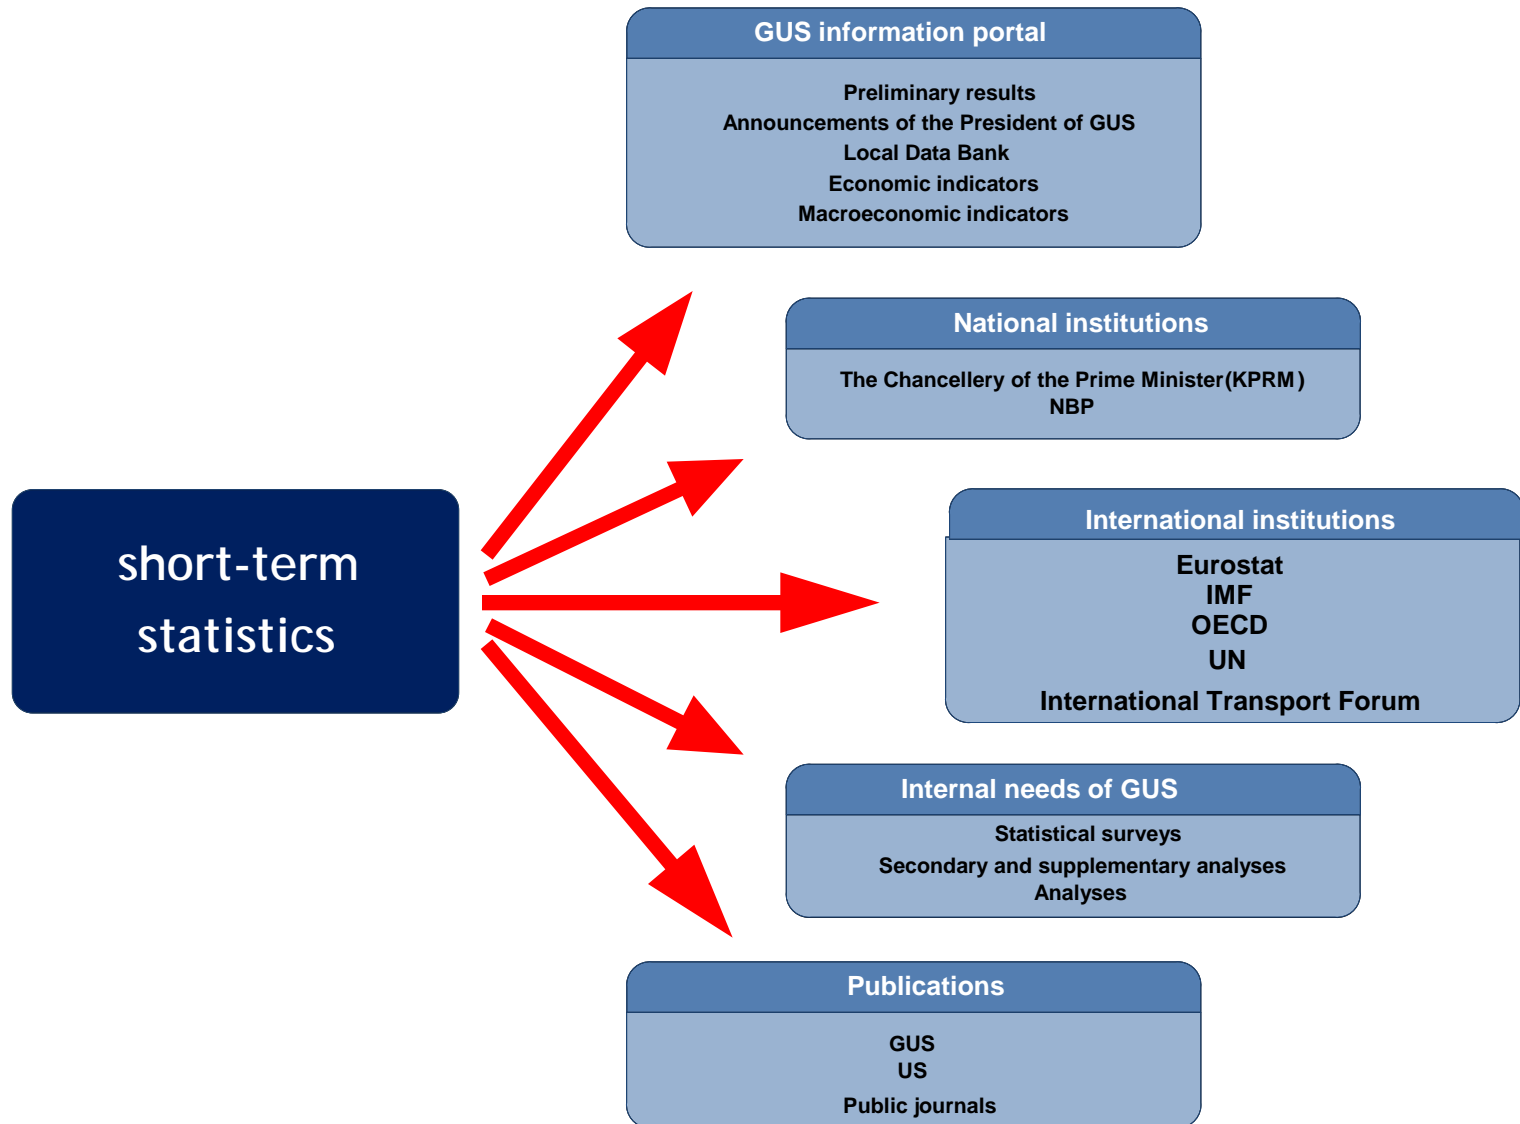 GUS information portal
Preliminary results
Announcements of the President of GUS
Local Data Bank
Economic indicators
Macroeconomic indicators
National institutions
The Chancellery of the Prime Minister(KPRM)
NBP
short-term
statistics
International institutions
Eurostat
IMF
OECD
UN
International Transport Forum
Internal needs of GUS
Statistical surveys
Secondary and supplementary analyses
Analyses
Publications
GUS
US
Public journals